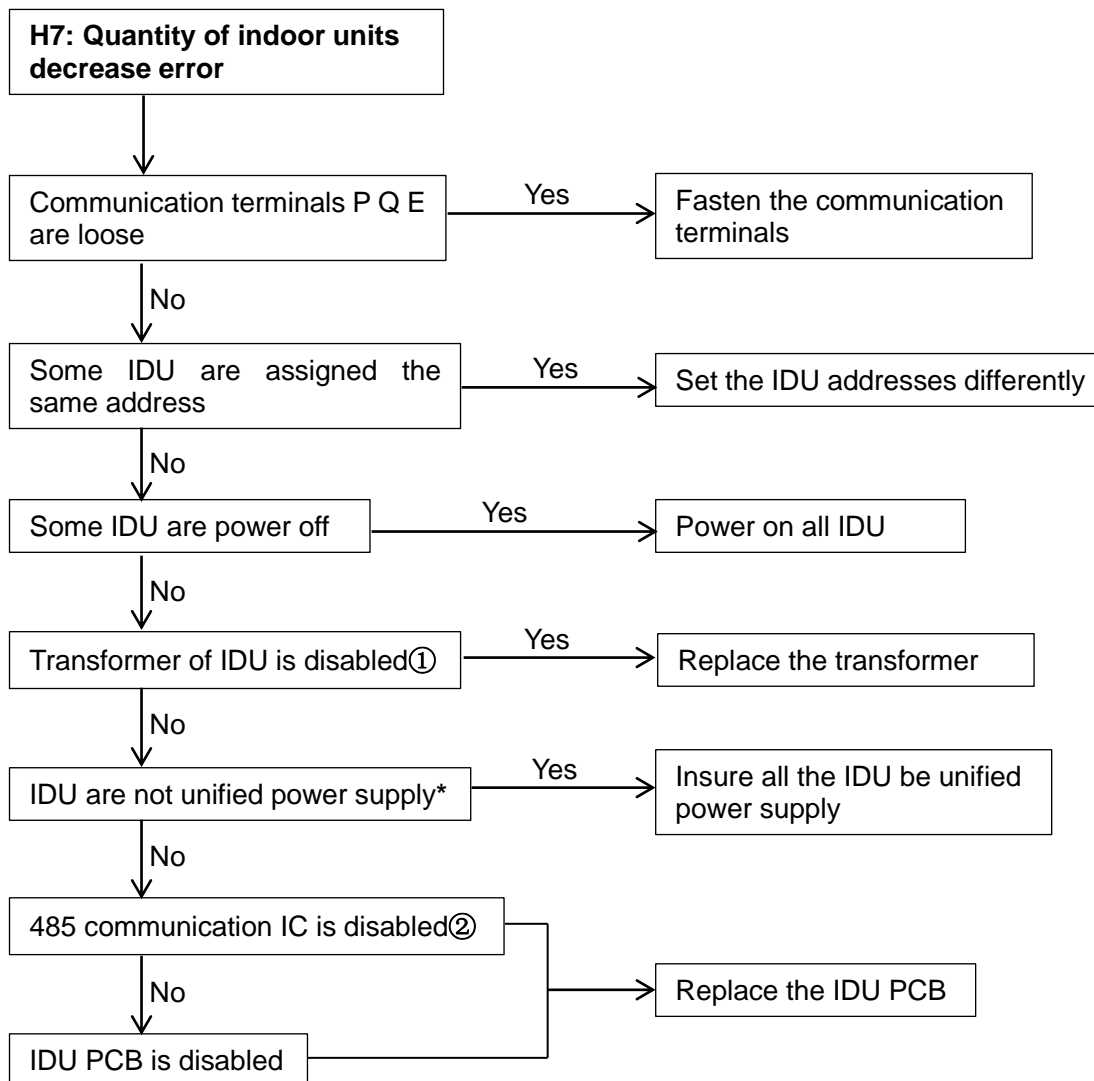 H7: Quantity of indoor units
decrease error
Communication terminals P Q E
are loose
Yes
Fasten the communication
terminals
No
Some IDU are assigned the
same address
Yes
Set the IDU addresses differently
No
Some IDU are power off
Yes
Power on all IDU
No
Transformer of IDU is disabled①
Yes
Replace the transformer
No
IDU are not unified power supply*
Yes
Insure all the IDU be unified
power supply
No
485 communication IC is disabled②
No
Replace the IDU PCB
IDU PCB is disabled